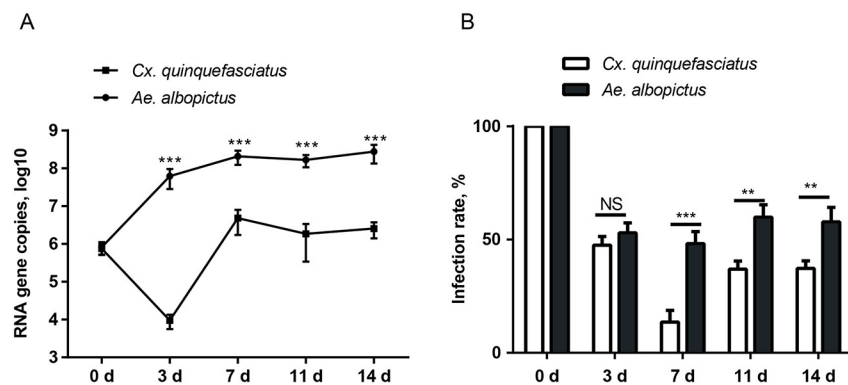 A
Cx. quinquefasciatus
Ae. albopictus
RNA gene copies, log10
9
8
7
6
5
4
3
***
***
***
***
0 d
3 d
7 d
11 d
14 d
B
Cx. quinquefasciatus
Ae. albopictus
Infection rate, %
100
50
0
NS
***
**
**
0 d
3 d
7 d
11 d
14 d